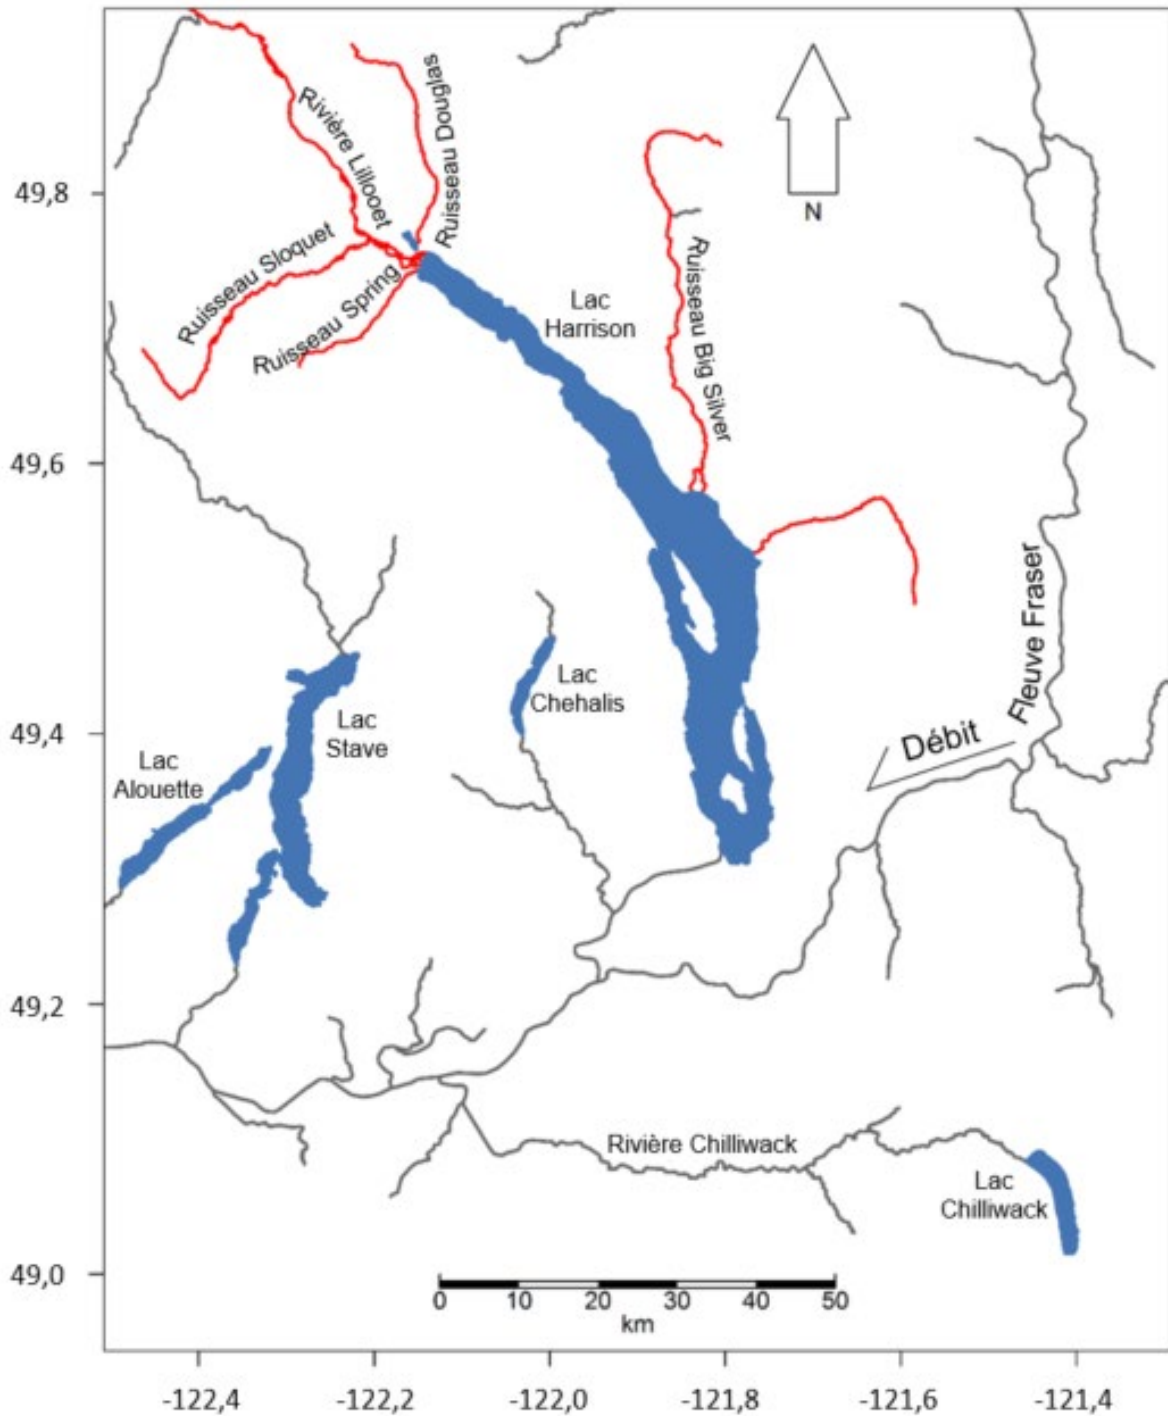 Ruisseau Douglas
Rivière Lillooet
49,8
N
Ruisseau Sloquet
Ruisseau Spring
Lac
Harrison
Ruisseau Big Silver
49,6
Fleuve Fraser
Lac
Chehalis
Lac
Stave
49,4
Débit
Lac
Alouette
49,2
Rivière Chilliwack
Lac
Chilliwack
49,0
0 10 20 30 40 50
km
-122,4 -122,2 -122,0 -121,8 -121,6 -121,4